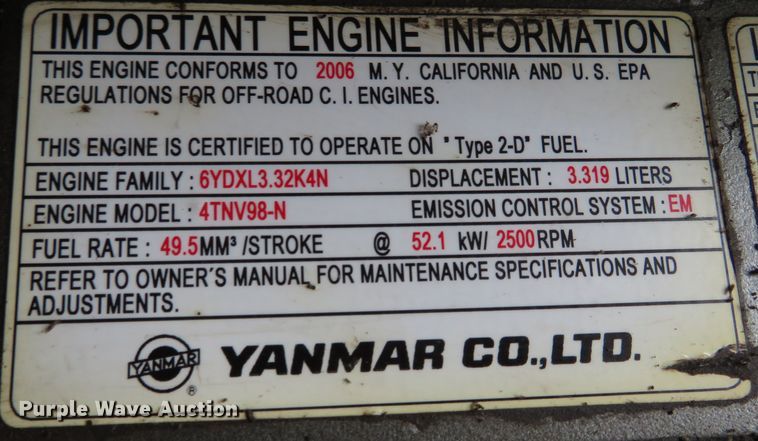 IMPORTANT ENGINE INFORMATION
THIS ENGINE CONFORMS TO 2006 M.Y. CALIFORNIA AND U.S. EPA
REGULATIONS FOR OFF-ROAD C.I. ENGINES.
THIS ENGINE IS CERTIFIED TO OPERATE ON " Type 2-D" FUEL.
ENGINE FAMILY : 6YDXL3.32K4N DISPLACEMENT : 3.319 LITERS
ENGINE MODEL : 4TNV98-N EMISSION CONTROL SYSTEM : EM
FUEL RATE : 49.5MM³ /STROKE @ 52.1 kW/ 2500RPM
REFER TO OWNER'S MANUAL FOR MAINTENANCE SPECIFICATIONS AND
ADJUSTMENTS.
YANMAR ® YANMAR CO.,LTD.
Purple Wave Auction